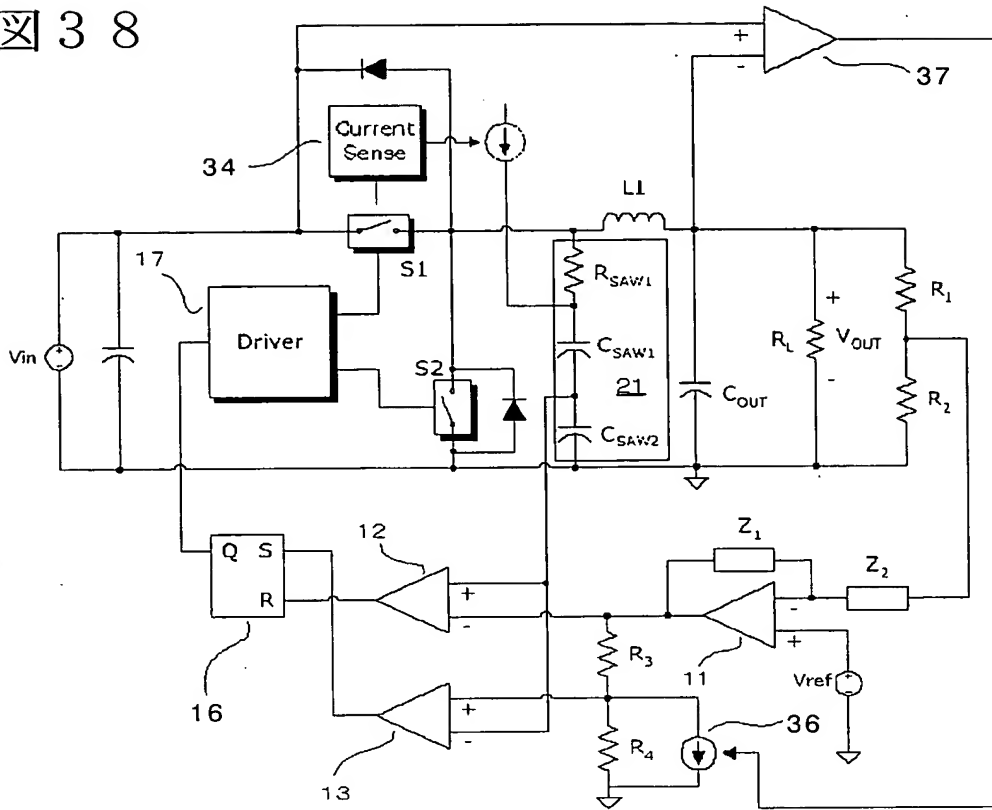 図３８
+
-
37
Current
Sense
34
L1
S1
17
R_SAW1
R_1
Driver
Vin
+
-
C_SAW1
R_L
+
V_OUT
-
S2
21
C_OUT
R_2
C_SAW2
Z_1
12
Z_2
Q S
R
+
-
-
+
11
R_3
Vref
+
-
16
36
+
-
R_4
13